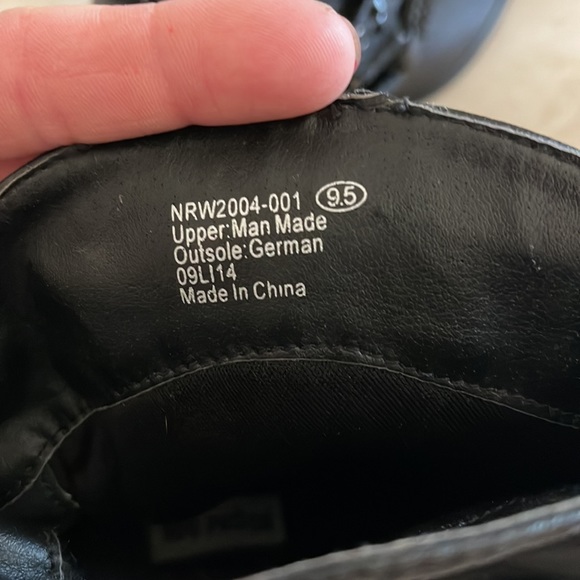 NRW2004-001 9.5
Upper:Man Made
Outsole:German
09LI14
Made In China